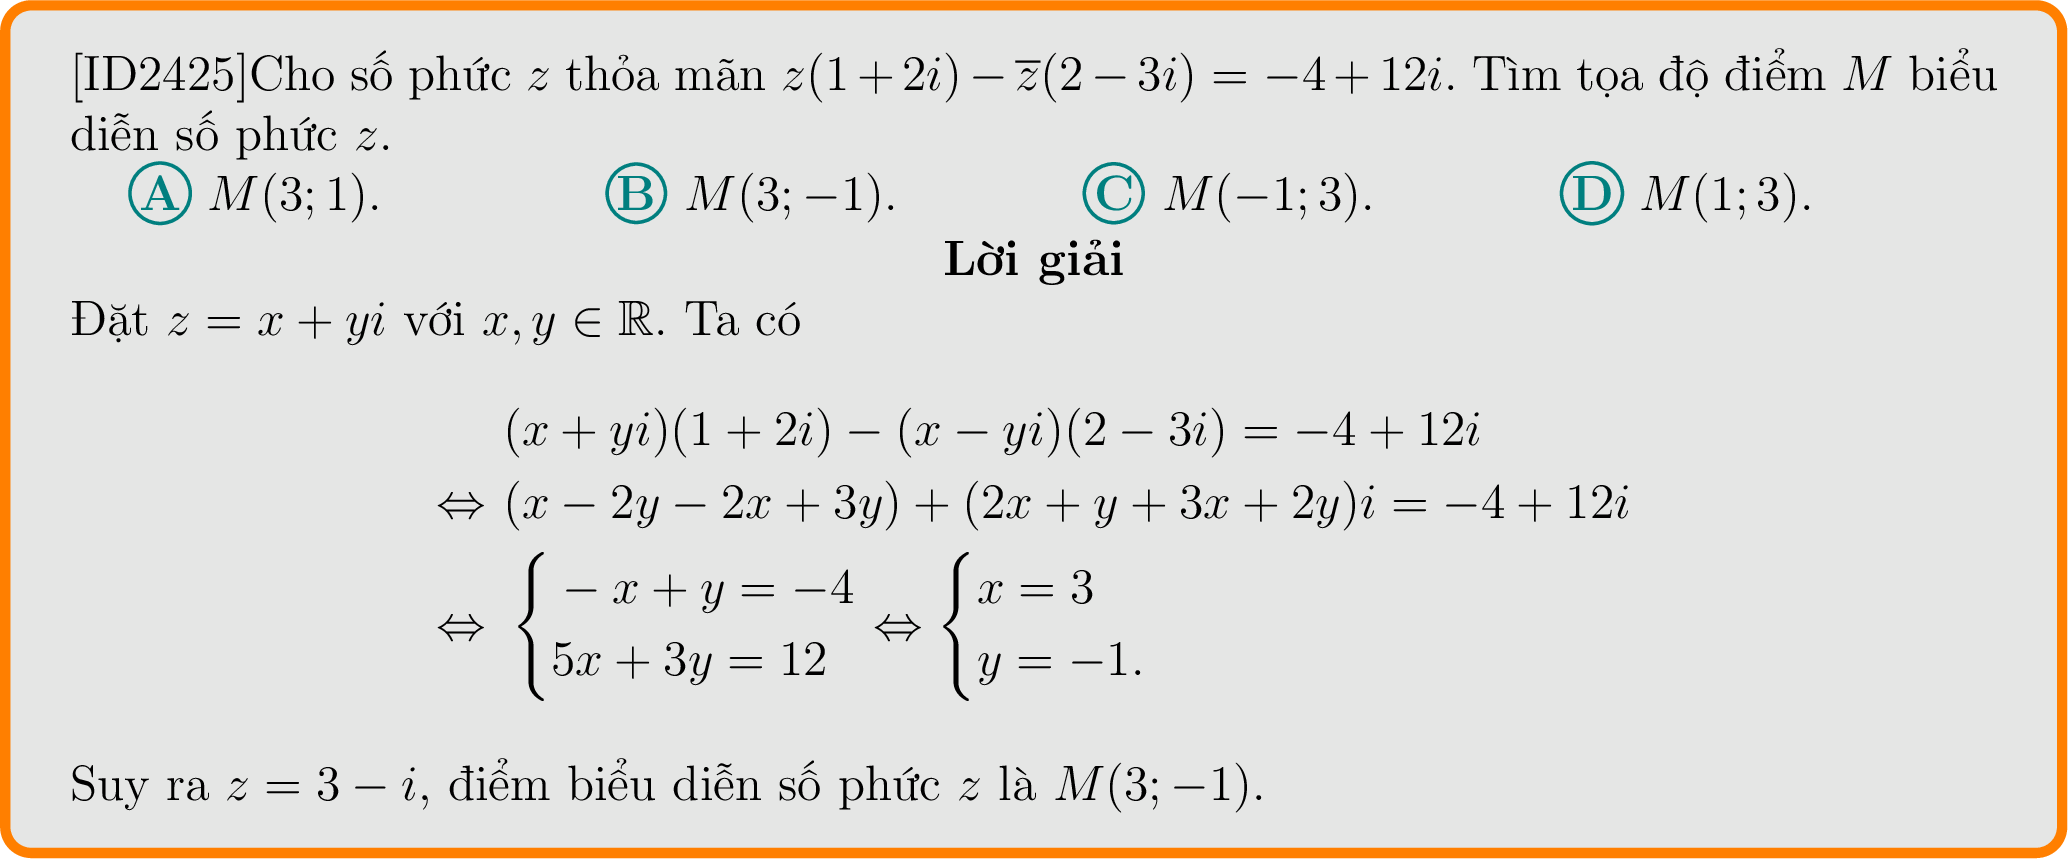 [ID2425]Cho số phức $z$ thỏa mãn $z(1+2i)-\overline{z}(2-3i)=-4+12i$. Tìm tọa độ điểm $M$ biểu
diễn số phức $z$.
Ⓐ $M(3;1)$. Ⓑ $M(3;-1)$. Ⓒ $M(-1;3)$. Ⓓ $M(1;3)$.
Lời giải
Đặt $z=x+yi$ với $x,y\in\mathbb{R}$. Ta có
$(x+yi)(1+2i)-(x-yi)(2-3i)=-4+12i$
$\Leftrightarrow (x-2y-2x+3y)+(2x+y+3x+2y)i=-4+12i$
$\Leftrightarrow \begin{cases}-x+y=-4\\5x+3y=12\end{cases}\Leftrightarrow\begin{cases}x=3\\y=-1.\end{cases}$
Suy ra $z=3-i$, điểm biểu diễn số phức $z$ là $M(3;-1)$.